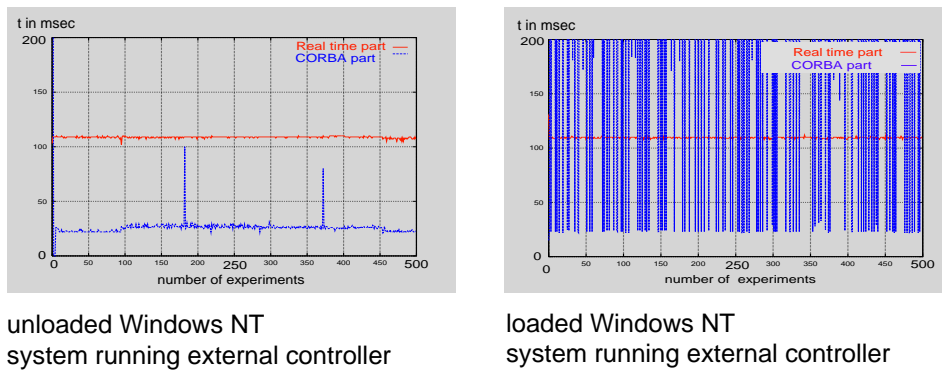 t in msec
200
Real time part
CORBA part
150
100
50
0
0 50 100 150 200 250 300 350 400 450 500
number of experiments
unloaded Windows NT
system running external controller
t in msec
200
Real time part
CORBA part
150
100
50
0
0 50 100 150 200 250 300 350 400 450 500
number of experiments
loaded Windows NT
system running external controller